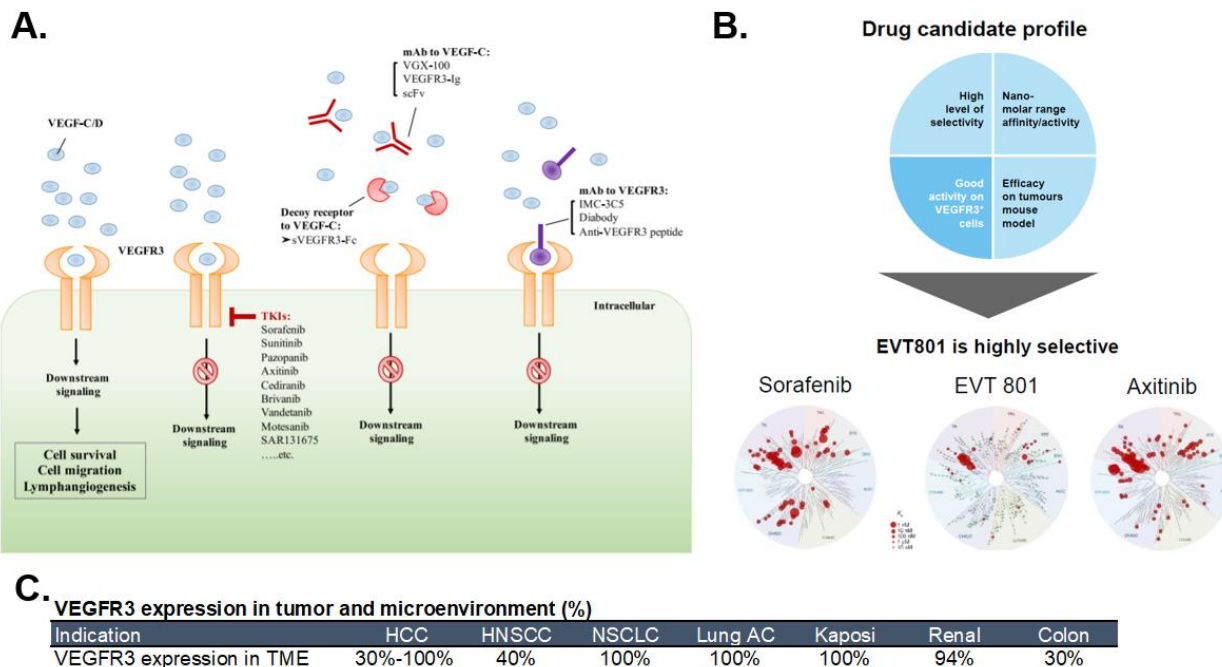 A.
VEGF-C/D
VEGFR3
mAb to VEGF-C:
VGX-100
VEGFR3-Ig
scFv
Decoy receptor
to VEGF-C:
➤sVEGFR3-Fc
mAb to VEGFR3:
IMC-3C5
Diabody
Anti-VEGFR3 peptide
Intracellular
TKIs:
Sorafenib
Sunitinib
Pazopanib
Axitinib
Cediranib
Brivanib
Vandetanib
Motesanib
SAR131675
.....etc.
Downstream
signaling
Cell survival
Cell migration
Lymphangiogenesis
Downstream
signaling
Downstream
signaling
Downstream
signaling
B.
Drug candidate profile
High
level of
selectivity
Nano-
molar range
affinity/activity
Good
activity on
VEGFR3+
cells
Efficacy
on tumours
mouse
model
EVT801 is highly selective
Sorafenib
EVT 801
Axitinib
C.
VEGFR3 expression in tumor and microenvironment (%)
Indication HCC HNSCC NSCLC Lung AC Kaposi Renal Colon
VEGFR3 expression in TME 30%-100% 40% 100% 100% 100% 94% 30%